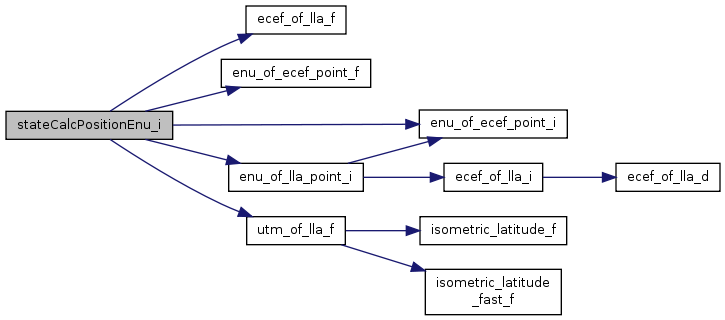 ecef_of_lla_f
enu_of_ecef_point_f
stateCalcPositionEnu_i
enu_of_ecef_point_i
enu_of_lla_point_i
ecef_of_lla_i
ecef_of_lla_d
utm_of_lla_f
isometric_latitude_f
isometric_latitude
_fast_f